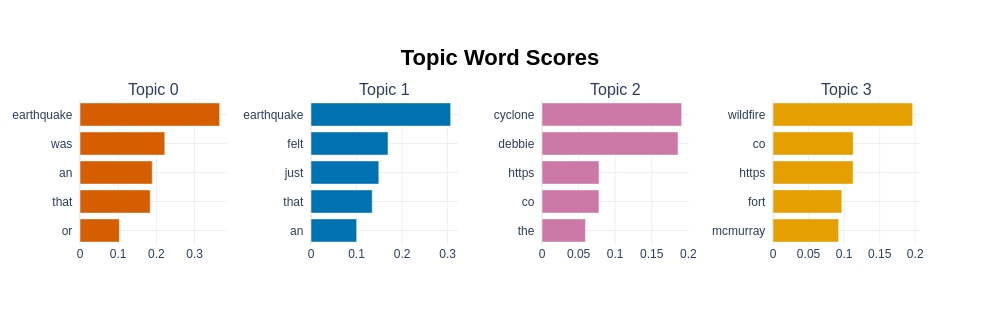 Topic Word Scores
Topic 0
earthquake
was
an
that
or
0 0.1 0.2 0.3
Topic 1
earthquake
felt
just
that
an
0 0.1 0.2 0.3
Topic 2
cyclone
debbie
https
co
the
0 0.05 0.1 0.15 0.2
Topic 3
wildfire
co
https
fort
mcmurray
0 0.05 0.1 0.15 0.2